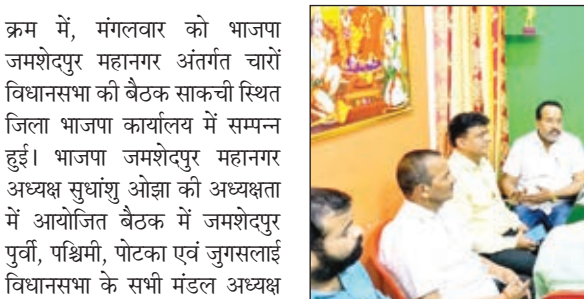 क्रम में, मंगलवार को भाजपा
जमशेदपुर महानगर अंतर्गत चारों
विधानसभा की बैठक साकची स्थित
जिला भाजपा कार्यालय में सम्पन्न
हुई। भाजपा जमशेदपुर महानगर
अध्यक्ष सुधांशु ओझा की अध्यक्षता
में आयोजित बैठक में जमशेदपुर
पुर्वी, पश्चिमी, पोटका एवं जुगसलाई
विधानसभा के सभी मंडल अध्यक्ष